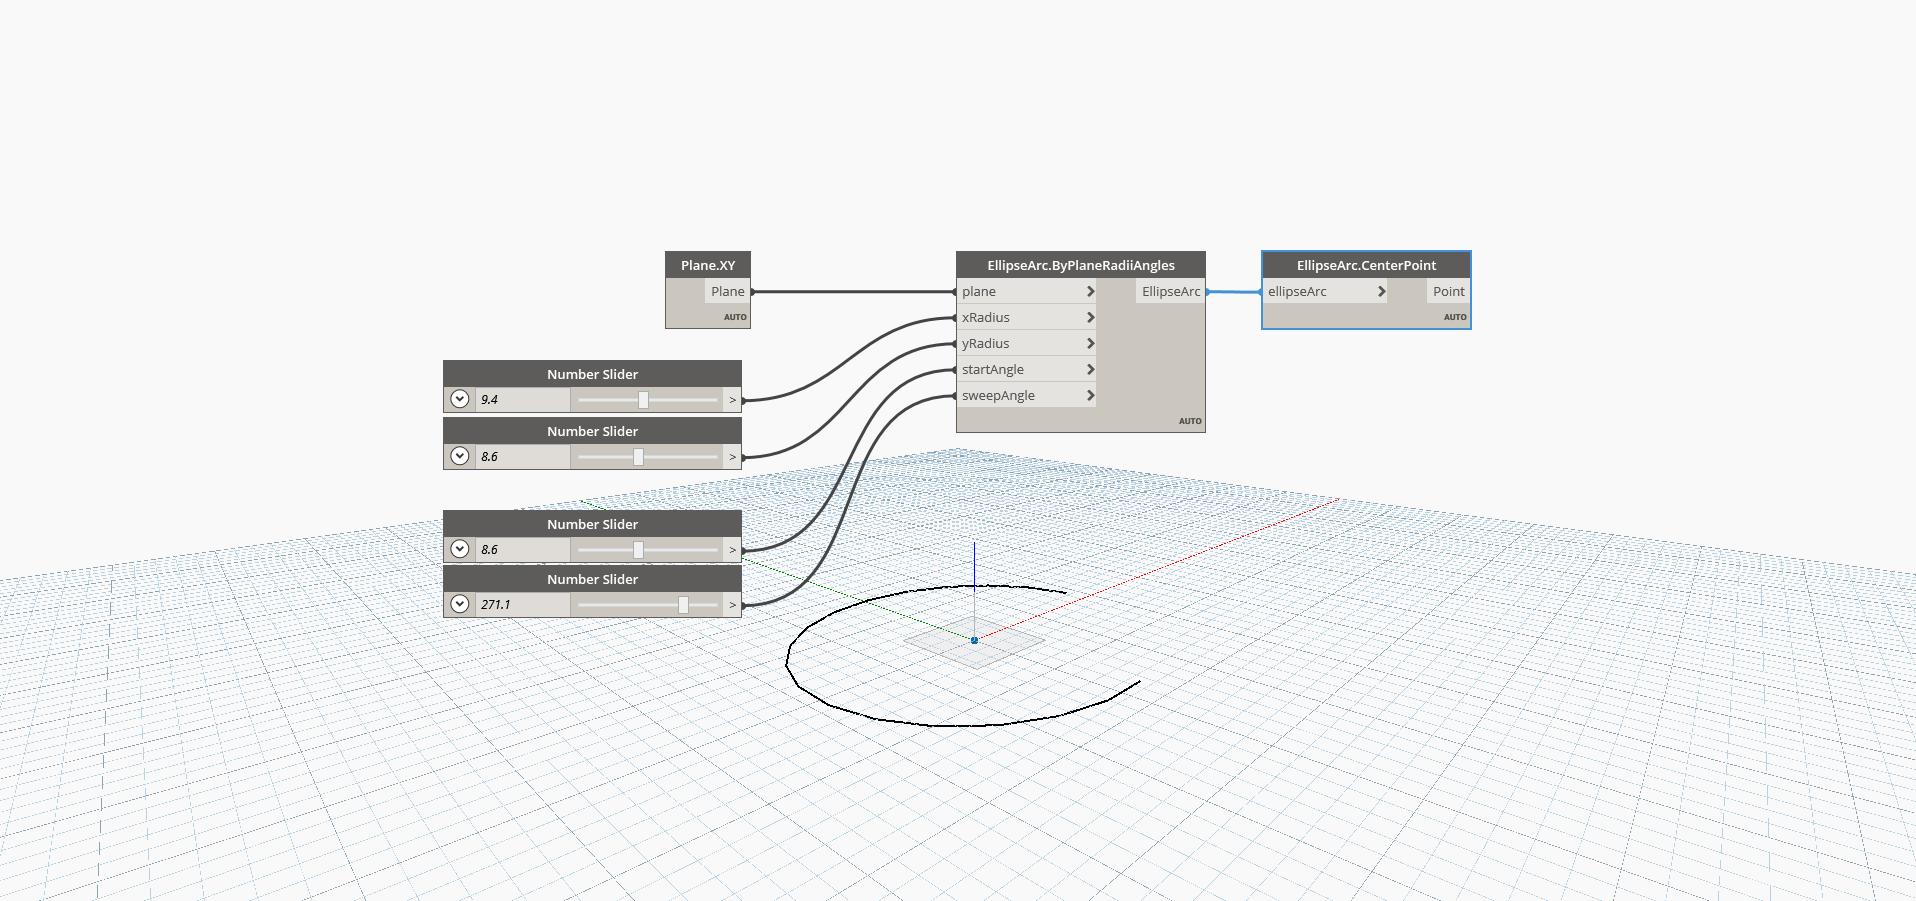 Plane.XY
Plane
AUTO
Number Slider
9.4
>
Number Slider
8.6
>
Number Slider
8.6
>
Number Slider
271.1
>
EllipseArc.ByPlaneRadiiAngles
plane
EllipseArc
xRadius
yRadius
startAngle
sweepAngle
AUTO
EllipseArc.CenterPoint
ellipseArc
Point
AUTO